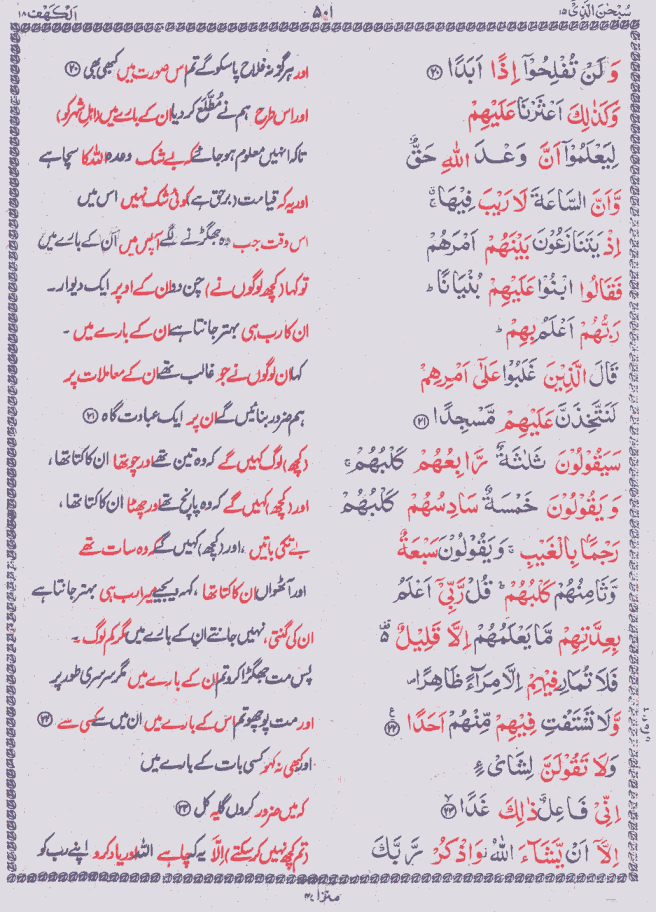 سُبْحٰنَ الَّذِیْٓ ۱۵ ۵۰۱ اَلْکَهْف ۱۸
وَلَنْ تُفْلِحُوْۤا اِذًا اَبَدًا ﴿۲۰﴾ اور ہرگز نہ فلاح پاسکو گے تم اس صورت میں کبھی بھی ﴿۲۰﴾
وَكَذٰلِكَ اَعْثَرْنَا عَلَیْهِمْ اور اس طرح ہم نے مُطَّلِع کر دیا ان کے بارے میں (اہلِ شہر کو)
لِیَعْلَمُوْۤا اَنَّ وَعْدَ اللّٰهِ حَقٌّ تاکہ انہیں معلوم ہوجائے کہ بے شک وعدہ اللہ کا سچا ہے
وَّاَنَّ السَّاعَةَ لَا رَیْبَ فِیْهَا ۚ اور یہ کہ قیامت (برحق ہے) کوئی شک نہیں اس میں
اِذْ یَتَنَازَعُوْنَ بَیْنَهُمْ اَمْرَهُمْ اس وقت جب وہ جھگڑنے لگے آپس میں ان کے بارے میں
فَقَالُوا ابْنُوْا عَلَیْهِمْ بُنْیَانًا ؕ تو کہا (کچھ لوگوں نے) چن دو ان کے اوپر ایک دیوار۔
رَبُّهُمْ اَعْلَمُ بِهِمْ ؕ ان کا رب ہی بہتر جانتا ہے ان کے بارے میں ۔
قَالَ الَّذِیْنَ غَلَبُوْا عَلٰۤی اَمْرِهِمْ کہا ان لوگوں نے جو غالب تھے ان کے معاملات پر
لَنَتَّخِذَنَّ عَلَیْهِمْ مَّسْجِدًا ﴿۲۱﴾ ہم ضرور بنائیں گے ان پر ایک عبادت گاہ ﴿۲۱﴾
سَیَقُوْلُوْنَ ثَلٰثَةٌ رَّابِعُهُمْ كَلْبُهُمْ ۚ (کچھ) لوگ کہیں گے کہ وہ تین تھے اور چوتھا ان کا کتا تھا ،
وَیَقُوْلُوْنَ خَمْسَةٌ سَادِسُهُمْ كَلْبُهُمْ اور (کچھ) کہیں گے کہ وہ پانچ تھے اور چھٹا ان کا کتا تھا ،
رَجْمًۢا بِالْغَیْبِ ۚ وَیَقُوْلُوْنَ سَبْعَةٌ بے تکی باتیں ، اور (کچھ) کہیں گے کہ وہ سات تھے
وَّثَامِنُهُمْ كَلْبُهُمْ ؕ قُلْ رَّبِّیْۤ اَعْلَمُ اور آٹھواں ان کا کتا تھا ، کہہ دیجیے میرا رب ہی بہتر جانتا ہے
بِعِدَّتِهِمْ مَّا یَعْلَمُهُمْ اِلَّا قَلِیْلٌ ان کی گنتی، نہیں جانتے ان کے بارے میں مگر کم لوگ ۔
فَلَا تُمَارِ فِیْهِمْ اِلَّا مِرَآءً ظَاهِرًا پس مت جھگڑا کرو تم ان کے بارے میں مگر سرسری طور پر
وَّلَا تَسْتَفْتِ فِیْهِمْ مِّنْهُمْ اَحَدًا ﴿۲۲﴾ اور مت پوچھو تم اس کے بارے میں ان میں سے کسی سے ﴿۲۲﴾
وَلَا تَقُوْلَنَّ لِشَایْءٍ اور کبھی نہ کہو کسی بات کے بارے میں
اِنِّیْ فَاعِلٌ ذٰلِكَ غَدًا ﴿۲۳﴾ کہ میں ضرور کروں گا یہ کل ﴿۲۳﴾
اِلَّاۤ اَنْ یَّشَآءَ اللّٰهُ ۫ وَاذْكُرْ رَّبَّكَ (تم کچھ نہیں کرسکتے) اِلَّا یہ کہ چاہے اللہ اور یاد کرو اپنے رب کو
منزل ۴